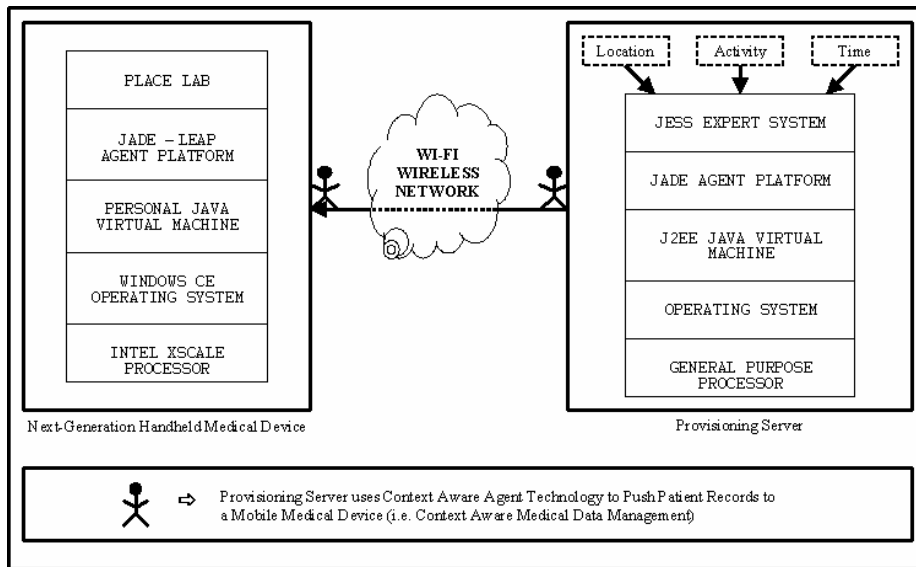 PLACE LAB
JADE – LEAP
AGENT PLATFORM
PERSONAL JAVA
VIRTUAL MACHINE
WINDOWS CE
OPERATING SYSTEM
INTEL XSCALE
PROCESSOR
Next-Generation Handheld Medical Device
WI-FI
WIRELESS
NETWORK
Location
Activity
Time
JESS EXPERT SYSTEM
JADE AGENT PLATFORM
J2EE JAVA VIRTUAL
MACHINE
OPERATING SYSTEM
GENERAL PURPOSE
PROCESSOR
Provisioning Server
Provisioning Server uses Context Aware Agent Technology to Push Patient Records to
a Mobile Medical Device (i.e. Context Aware Medical Data Management)